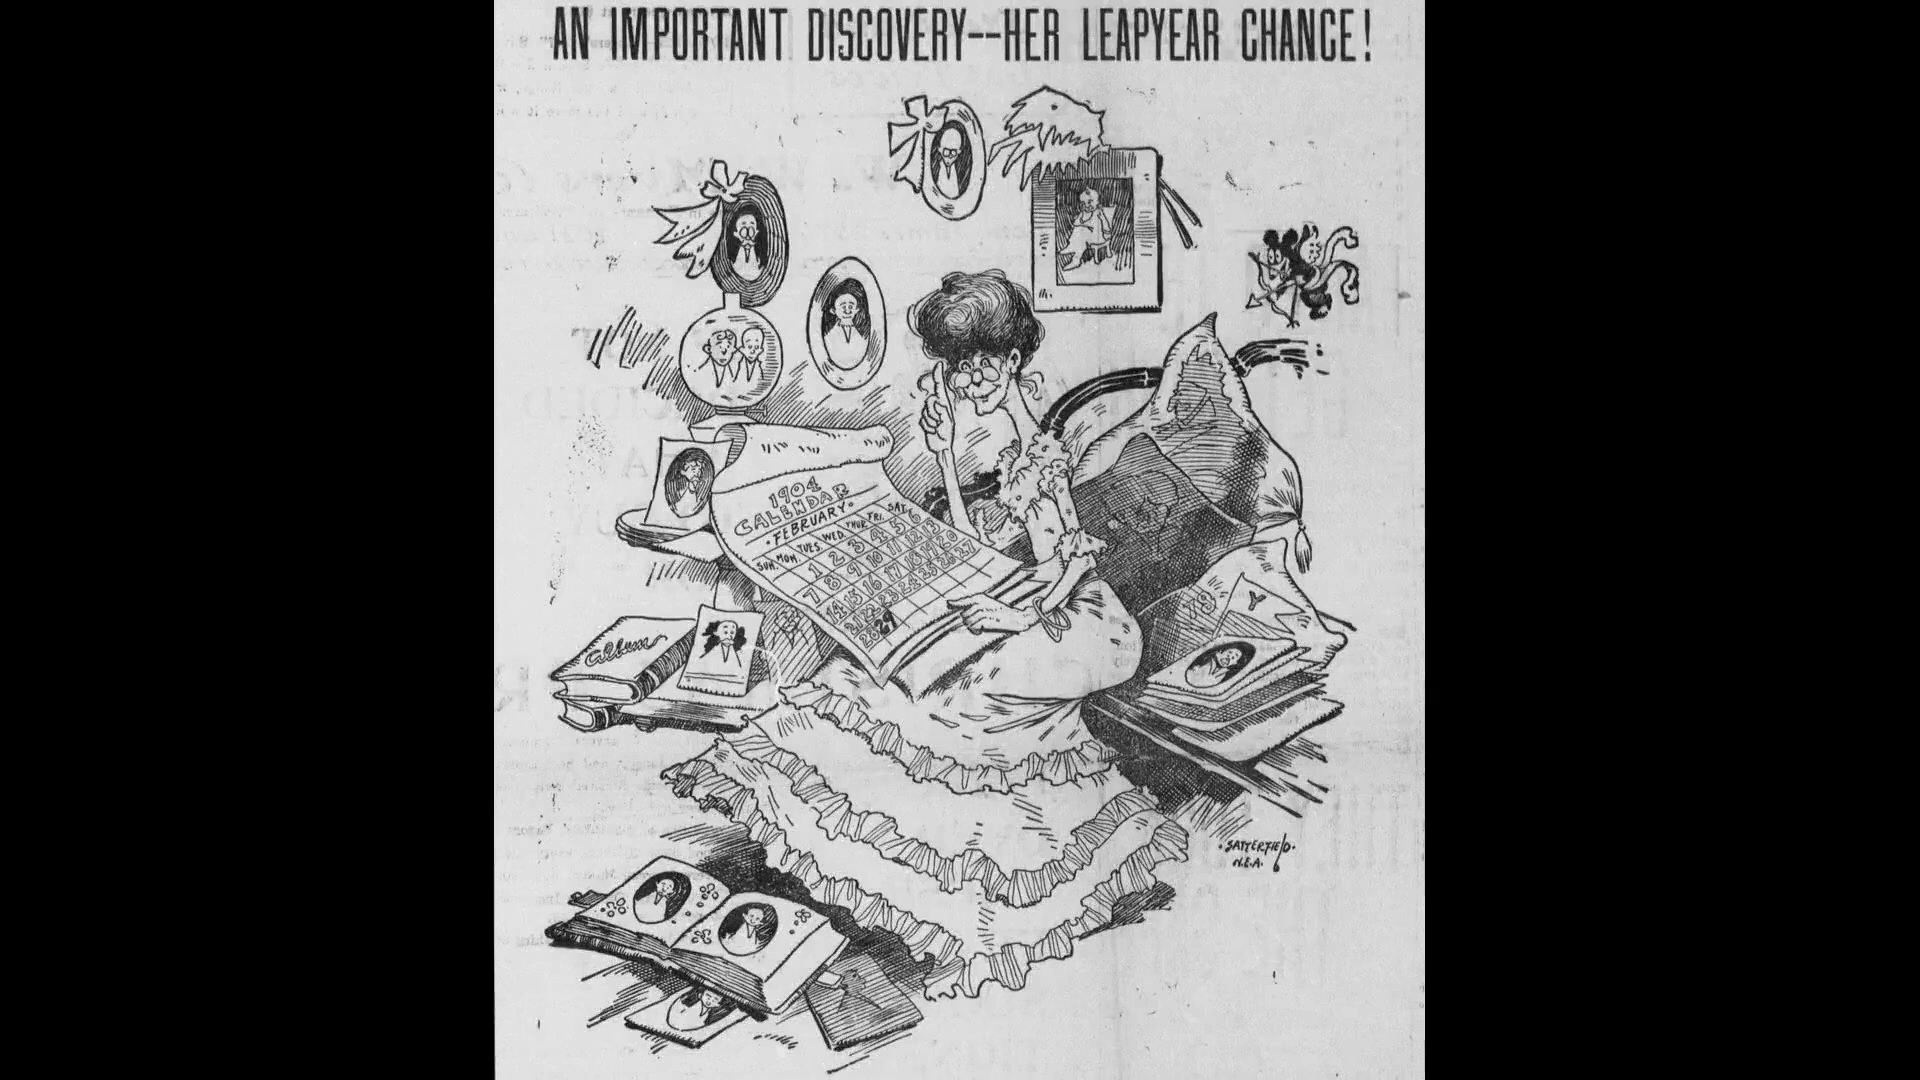 AN IMPORTANT DISCOVERY--HER LEAPYEAR CHANCE!
1904
CALENDAR
·FEBRUARY·
SUN. MON. TUES. WED. THUR. FRI. SAT.
1 2 3 4 5 6
7 8 9 10 11 12 13
14 15 16 17 18 19 20
21 22 23 24 25 26 27
28 29
Album
'78
Y
·SATTERFIELD·
N.E.A.